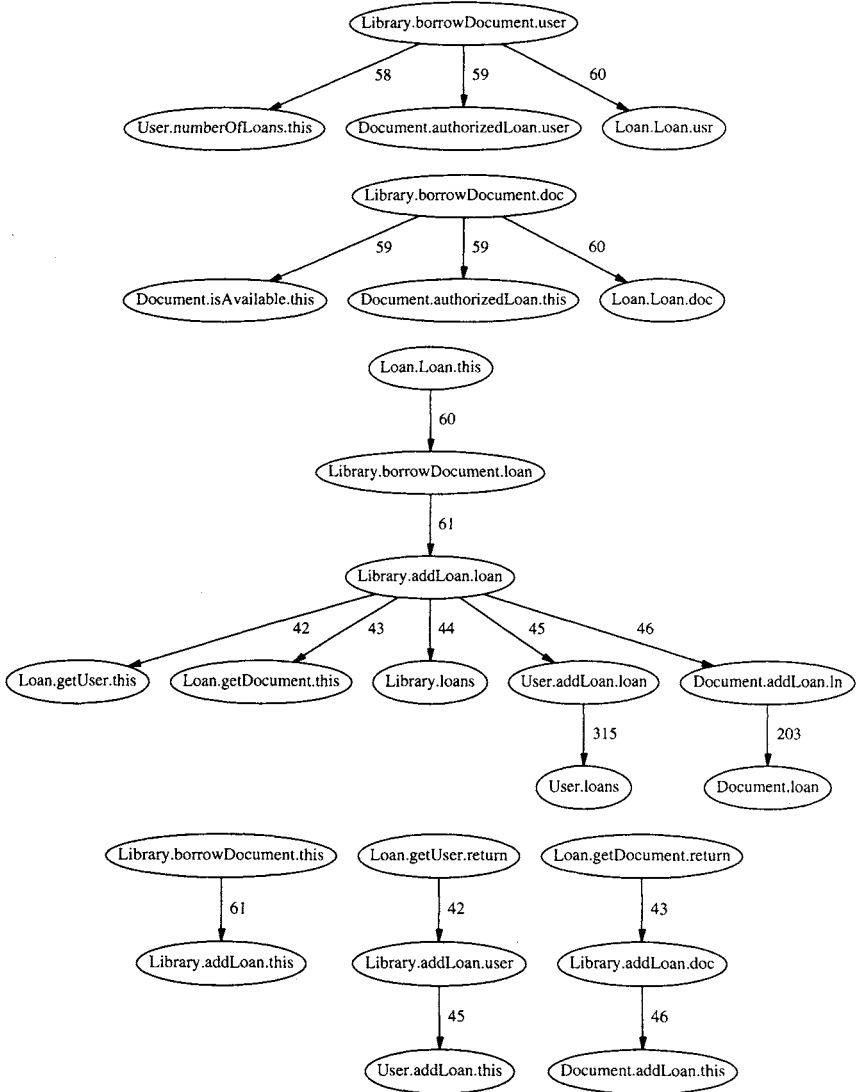 Library.borrowDocument.user
58
59
60
User.numberOfLoans.this
Document.authorizedLoan.user
Loan.Loan.usr
Library.borrowDocument.doc
59
59
60
Document.isAvailable.this
Document.authorizedLoan.this
Loan.Loan.doc
Loan.Loan.this
60
Library.borrowDocument.loan
61
Library.addLoan.loan
42
43
44
45
46
Loan.getUser.this
Loan.getDocument.this
Library.loans
User.addLoan.loan
Document.addLoan.ln
315
203
User.loans
Document.loan
Library.borrowDocument.this
Loan.getUser.return
Loan.getDocument.return
61
42
43
Library.addLoan.this
Library.addLoan.user
Library.addLoan.doc
45
46
User.addLoan.this
Document.addLoan.this